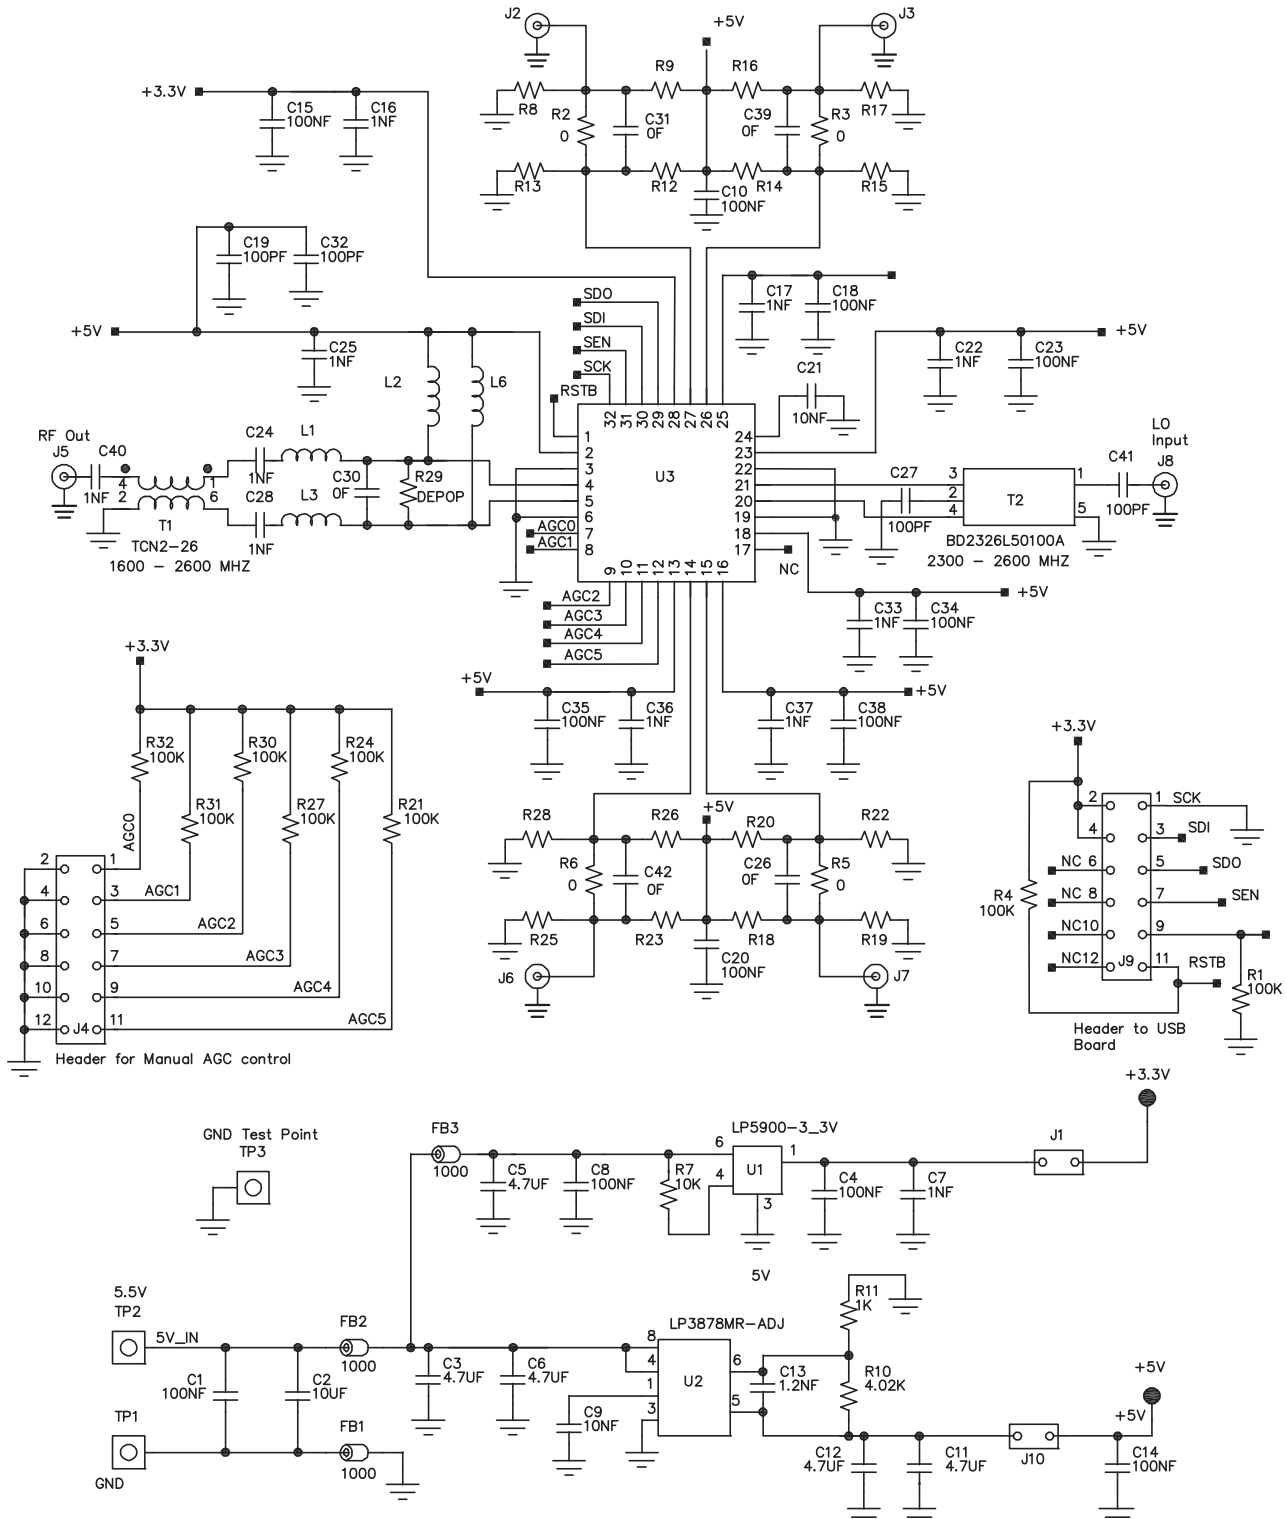 J2
J3
+5V
R9
R16
+3.3V
C15
100NF
C16
1NF
R8
R2
0
C31
0F
C39
0F
R3
0
R17
R13
R12
R14
R15
C10
100NF
C19
100PF
C32
100PF
SDO
SDI
SEN
SCK
RSTB
C17
1NF
C18
100NF
+5V
C25
1NF
L2
L6
C21
10NF
C22
1NF
C23
100NF
+5V
32 31 30 29 28 27 26 25
U3
1
2
3
4
5
6
7
8
24
23
22
21
20
19
18
17
9 10 11 12 13 14 15 16
RF Out
J5
C40
1NF
4
2
1
6
T1
TCN2-26
1600 - 2600 MHZ
C24
1NF
L1
C28
1NF
L3
C30
0F
R29
DEPOP
AGC0
AGC1
AGC2
AGC3
AGC4
AGC5
NC
C27
100PF
3
2
4
T2
1
5
BD2326L50100A
2300 - 2600 MHZ
C41
100PF
LO
Input
J8
C33
1NF
C34
100NF
+5V
+5V
C35
100NF
C36
1NF
C37
1NF
C38
100NF
+5V
+3.3V
R32
100K
R30
100K
R24
100K
R31
100K
R27
100K
R21
100K
AGC0
AGC1
AGC2
AGC3
AGC4
AGC5
2
4
6
8
10
12
1
3
5
7
9
11
J4
Header for Manual AGC control
R28
R26
+5V
R20
R22
R6
0
C42
0F
C26
0F
R5
0
R25
R23
R18
R19
C20
100NF
J6
J7
+3.3V
R4
100K
2
4
NC 6
NC 8
NC10
NC12
1
3
5
7
9
11
J9
SCK
SDI
SDO
SEN
RSTB
R1
100K
Header to USB
Board
+3.3V
GND Test Point
TP3
FB3
1000
C5
4.7UF
C8
100NF
R7
10K
LP5900-3_3V
6
4
U1
1
3
C4
100NF
C7
1NF
J1
5V
5.5V
TP2
5V_IN
C1
100NF
C2
10UF
FB2
1000
TP1
GND
FB1
1000
C3
4.7UF
C6
4.7UF
C9
10NF
LP3878MR-ADJ
8
4
1
3
U2
6
5
C13
1.2NF
R11
1K
R10
4.02K
C12
4.7UF
C11
4.7UF
J10
+5V
+5V
C14
100NF